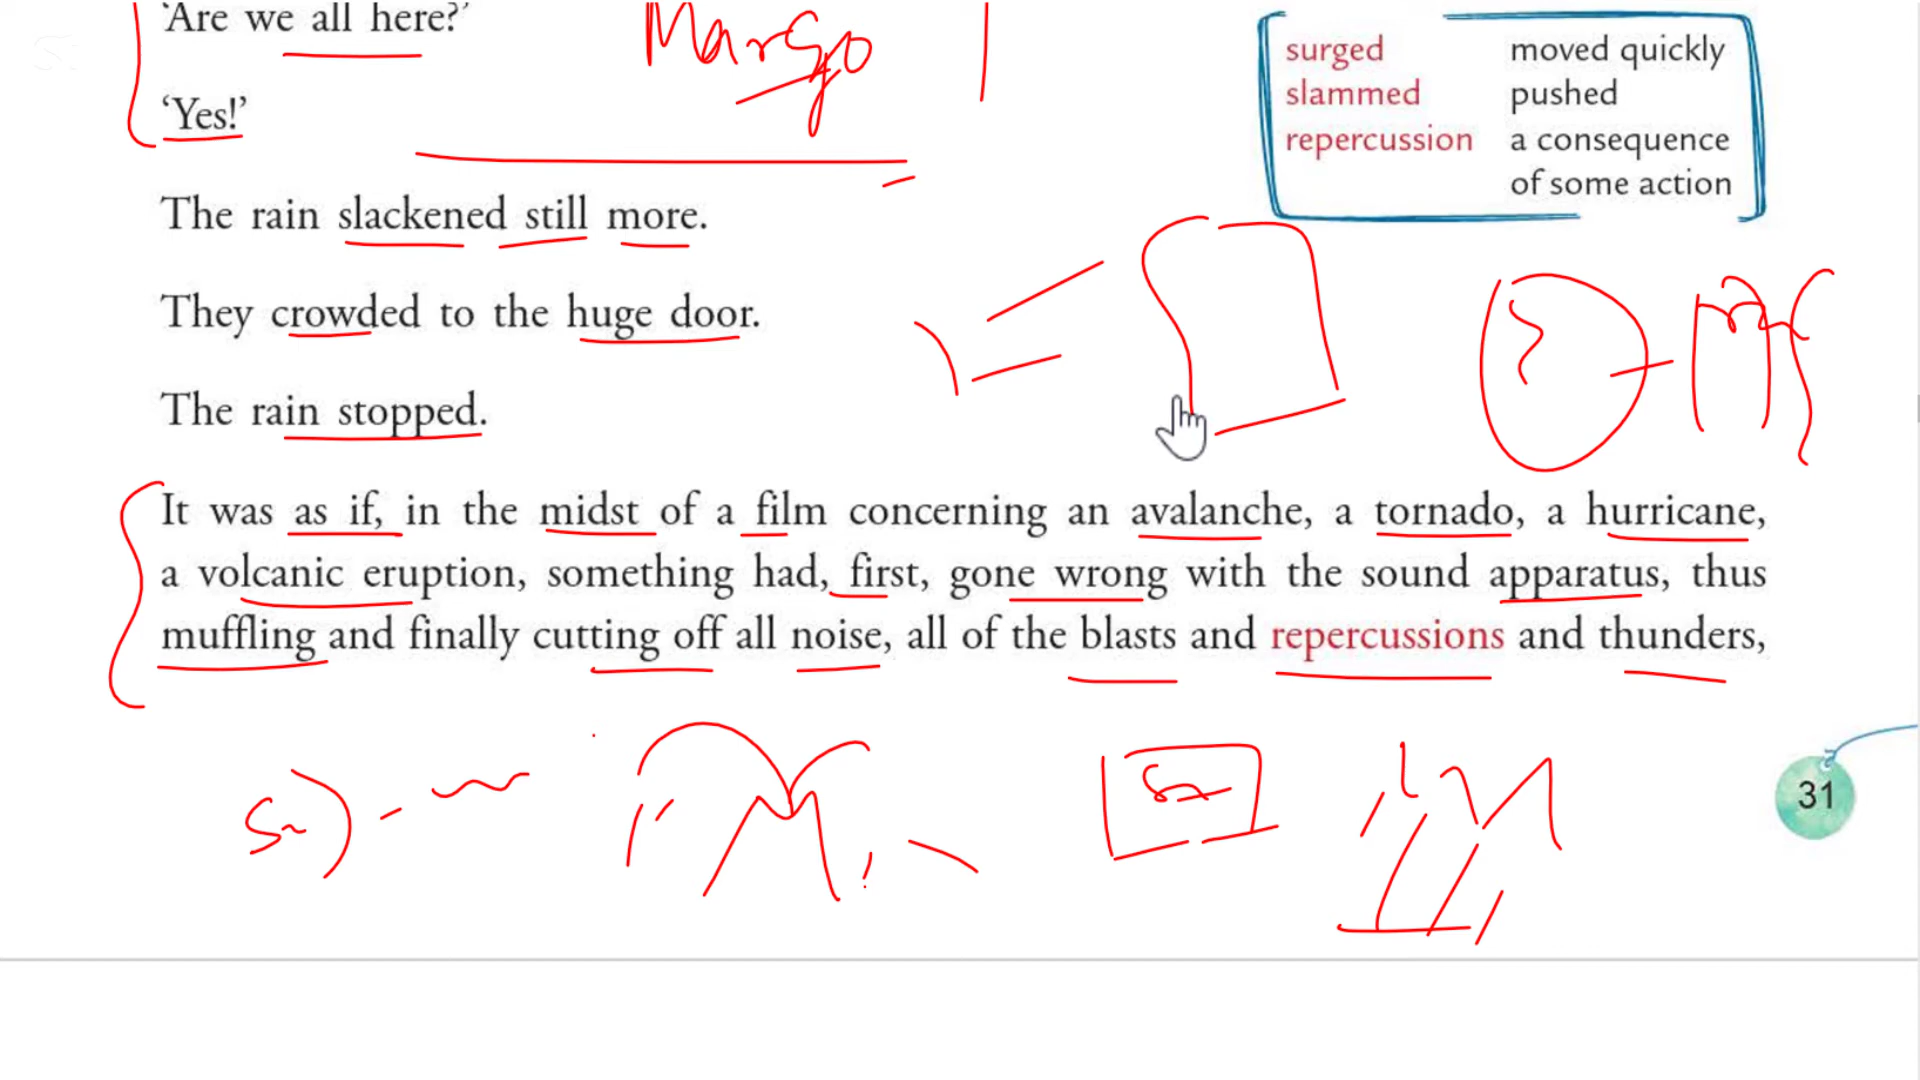 ‘Are we all here?’
Margo
‘Yes!’
surged moved quickly
slammed pushed
repercussion a consequence
of some action
The rain slackened still more.
They crowded to the huge door.
The rain stopped.
It was as if, in the midst of a film concerning an avalanche, a tornado, a hurricane,
a volcanic eruption, something had, first, gone wrong with the sound apparatus, thus
muffling and finally cutting off all noise, all of the blasts and repercussions and thunders,
31